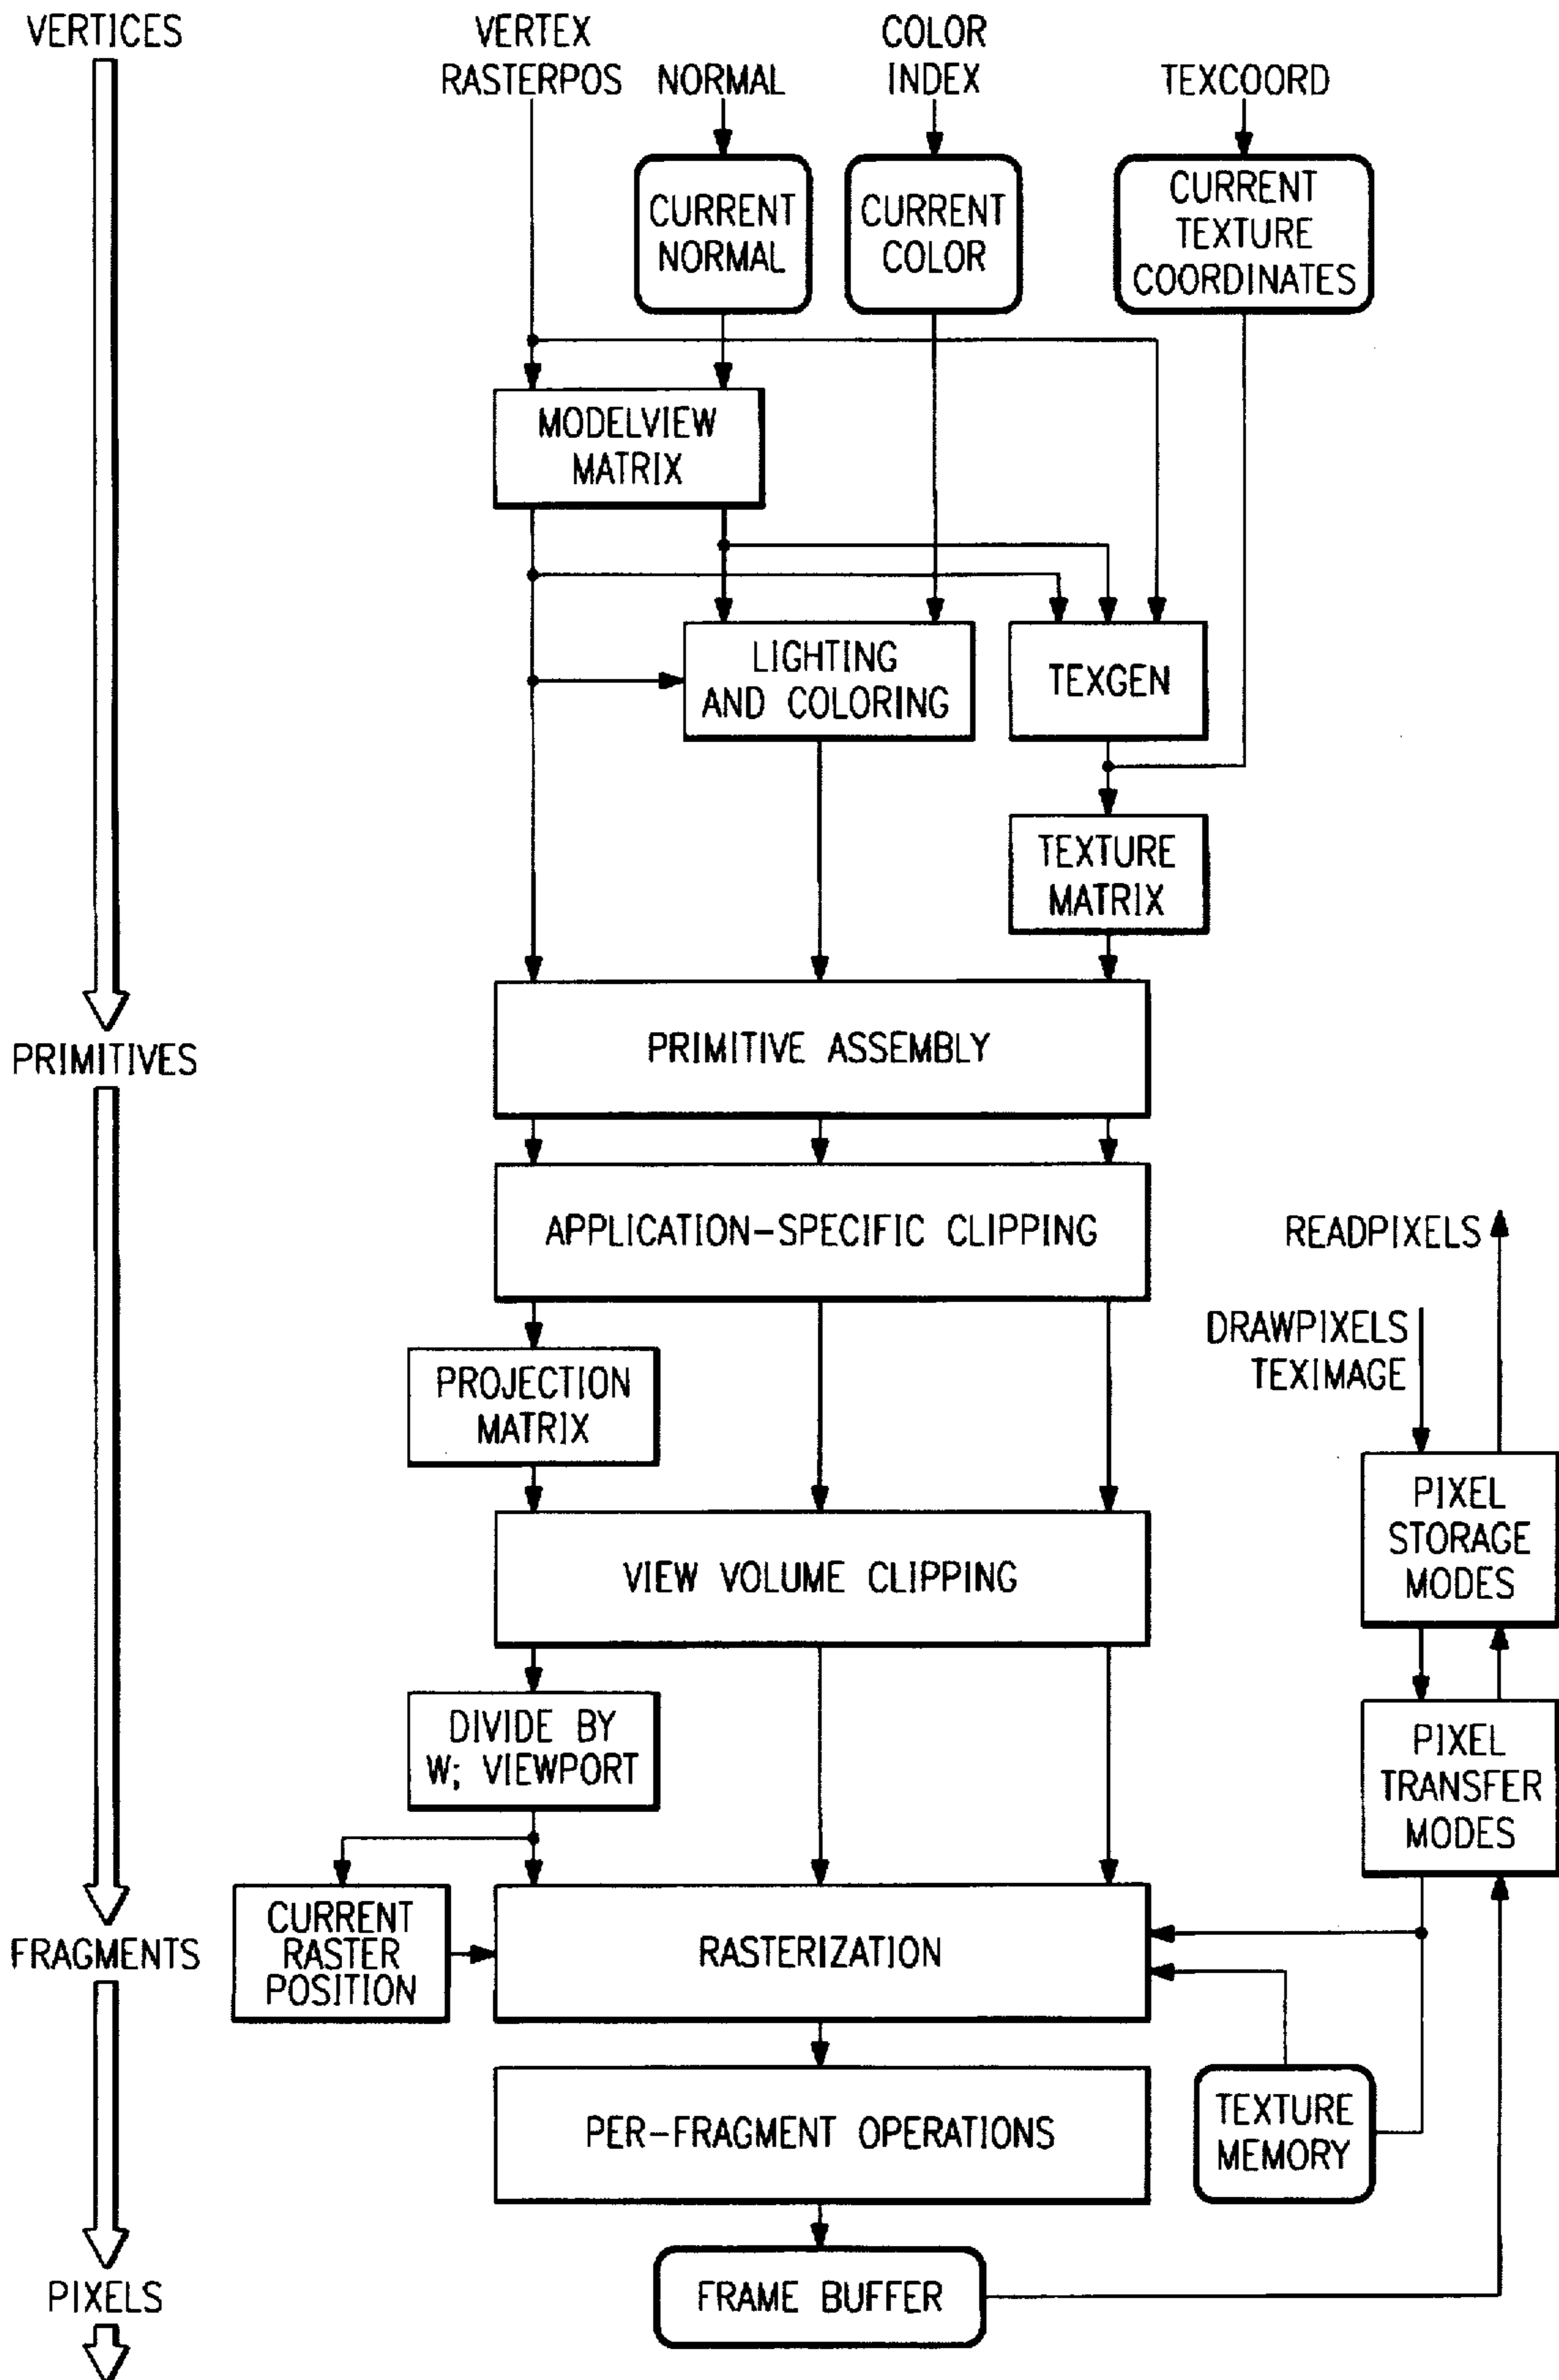 VERTICES
VERTEX
RASTERPOS
NORMAL
COLOR
INDEX
TEXCOORD
CURRENT
NORMAL
CURRENT
COLOR
CURRENT
TEXTURE
COORDINATES
MODELVIEW
MATRIX
LIGHTING
AND COLORING
TEXGEN
TEXTURE
MATRIX
PRIMITIVES
PRIMITIVE ASSEMBLY
APPLICATION-SPECIFIC CLIPPING
READPIXELS
DRAWPIXELS
TEXIMAGE
PROJECTION
MATRIX
PIXEL
STORAGE
MODES
VIEW VOLUME CLIPPING
DIVIDE BY
W; VIEWPORT
PIXEL
TRANSFER
MODES
FRAGMENTS
CURRENT
RASTER
POSITION
RASTERIZATION
PER-FRAGMENT OPERATIONS
TEXTURE
MEMORY
PIXELS
FRAME BUFFER